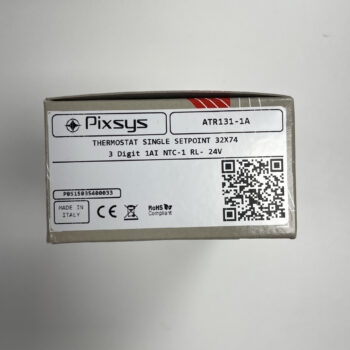 Pixsys
ATR131-1A
THERMOSTAT SINGLE SETPOINT 32X74
3 Digit 1AI NTC-1 RL- 24V
P0515035400033
MADE IN
ITALY
CE
RoHS
Compliant